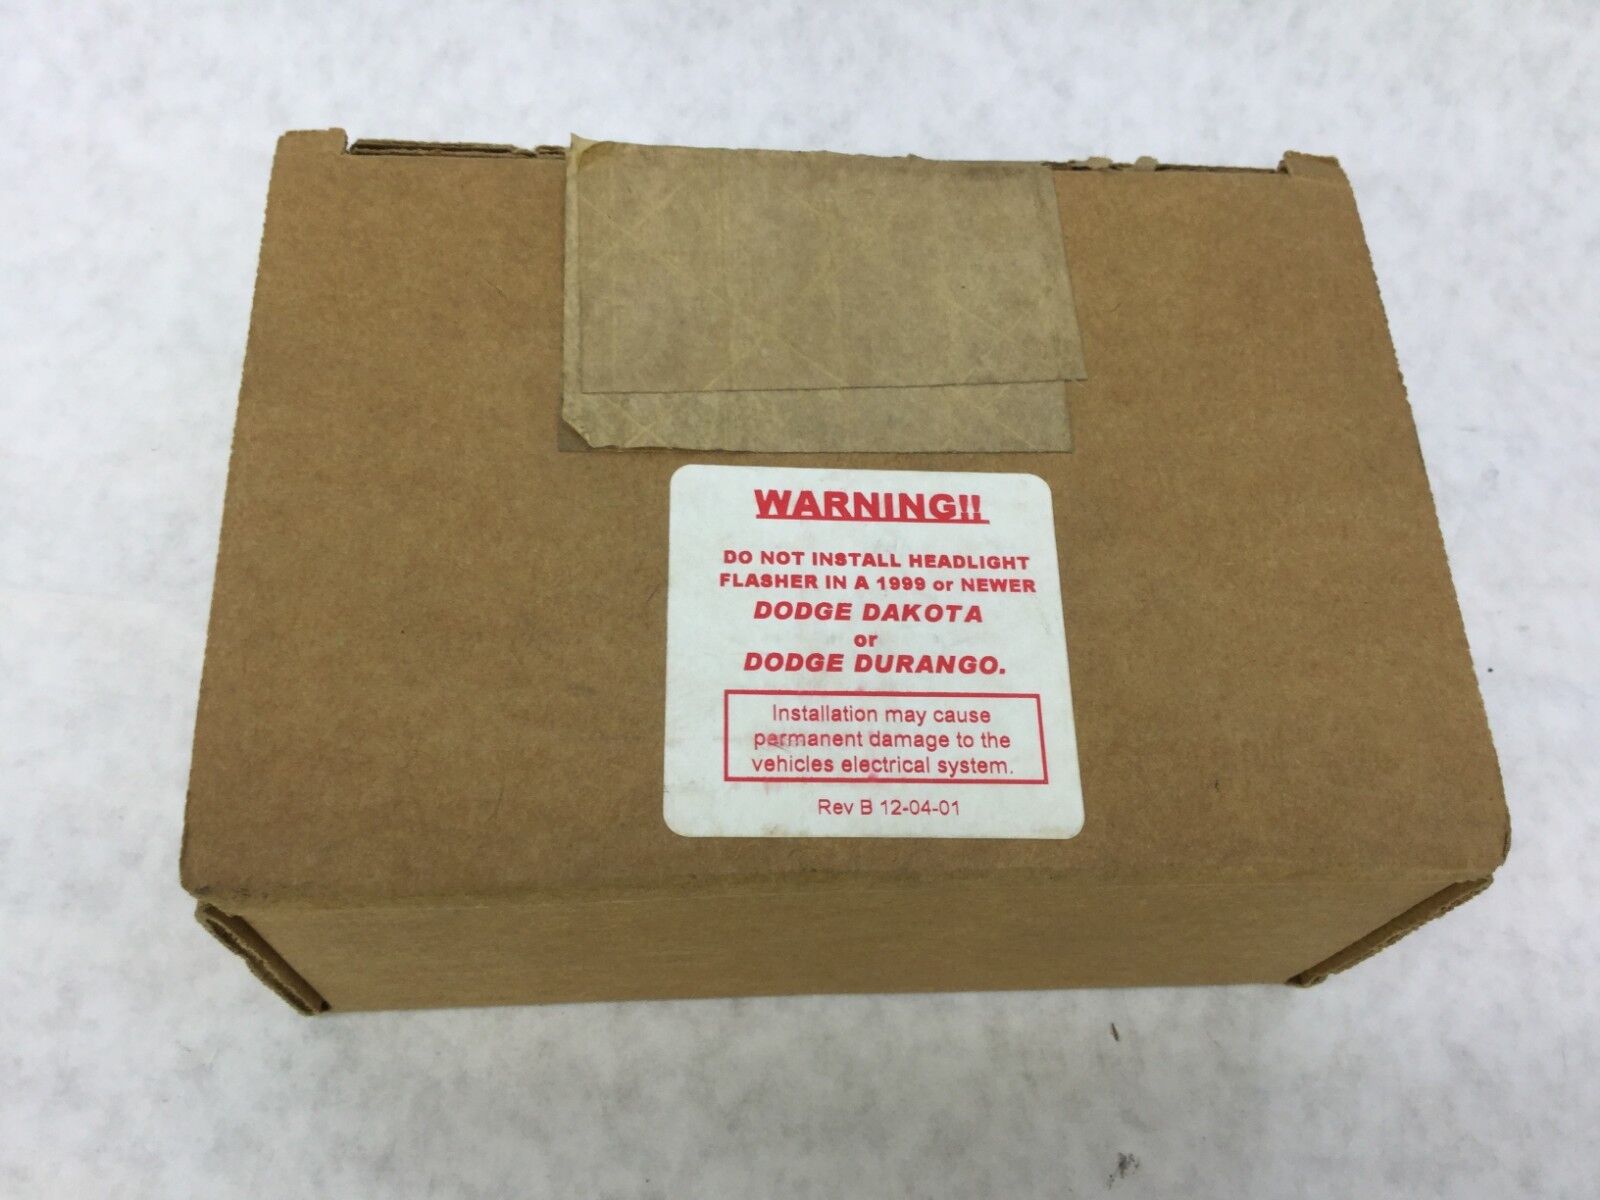 WARNING!!
DO NOT INSTALL HEADLIGHT
FLASHER IN A 1999 or NEWER
DODGE DAKOTA
or
DODGE DURANGO.
Installation may cause
permanent damage to the
vehicles electrical system.
Rev B 12-04-01